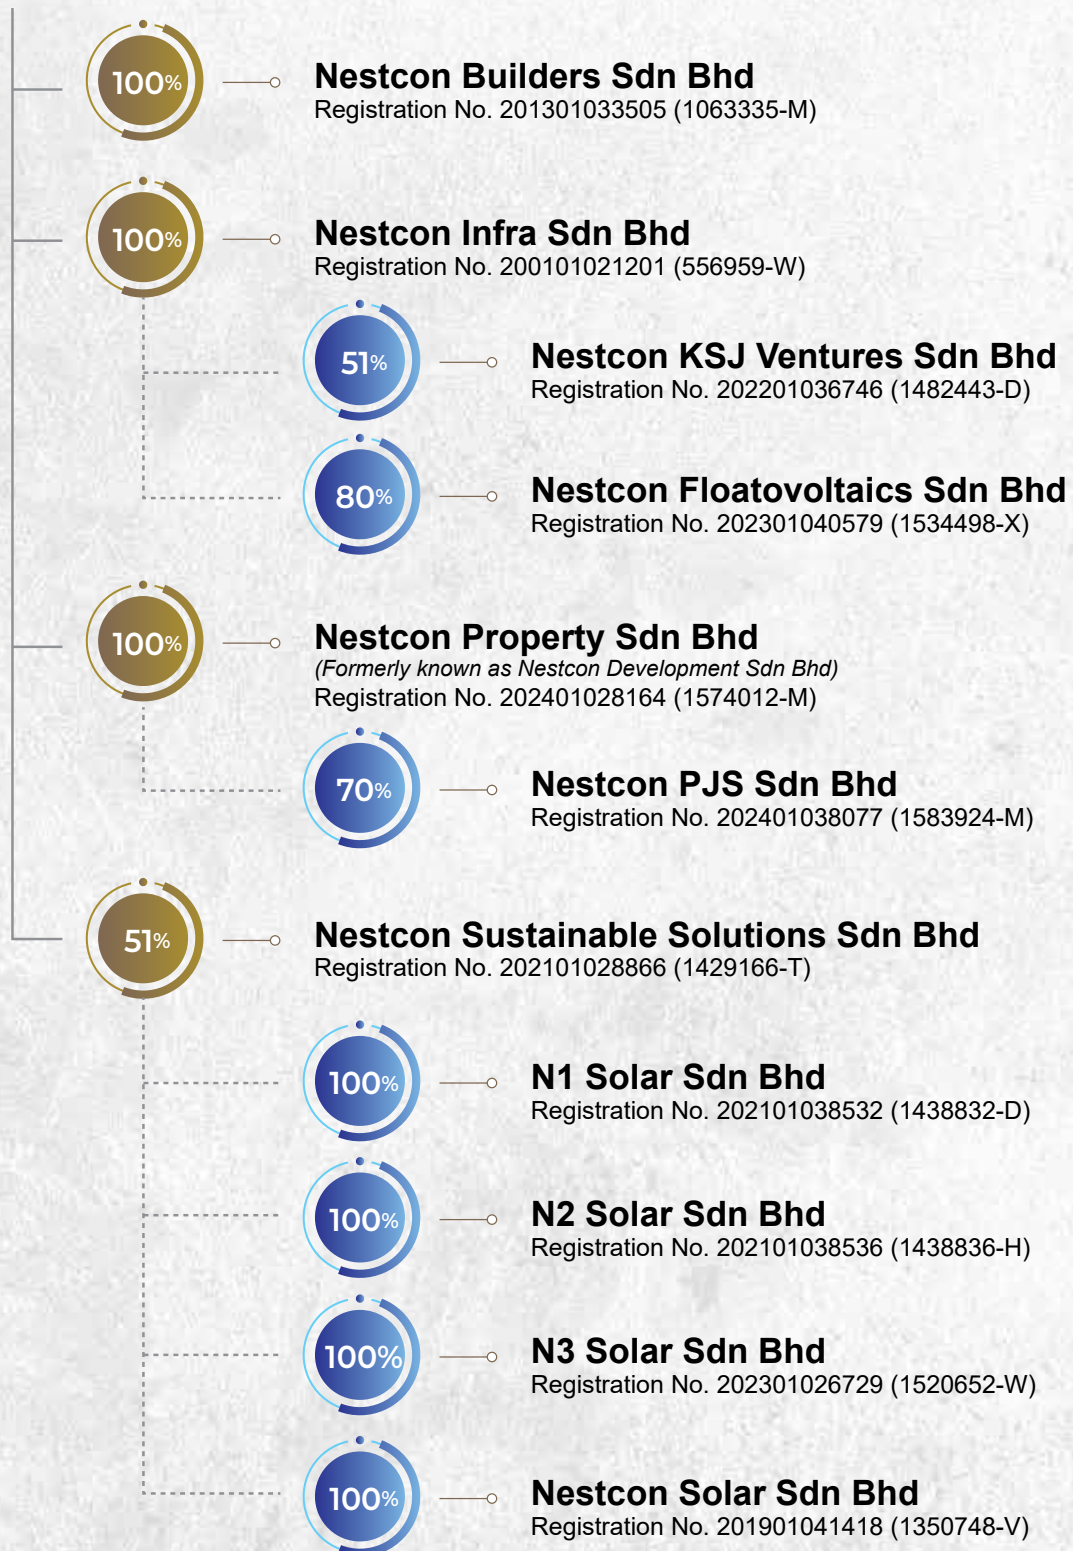 100%
Nestcon Builders Sdn Bhd
Registration No. 201301033505 (1063335-M)
100%
Nestcon Infra Sdn Bhd
Registration No. 200101021201 (556959-W)
51%
Nestcon KSJ Ventures Sdn Bhd
Registration No. 202201036746 (1482443-D)
80%
Nestcon Floatovoltaics Sdn Bhd
Registration No. 202301040579 (1534498-X)
100%
Nestcon Property Sdn Bhd
(Formerly known as Nestcon Development Sdn Bhd)
Registration No. 202401028164 (1574012-M)
70%
Nestcon PJS Sdn Bhd
Registration No. 202401038077 (1583924-M)
51%
Nestcon Sustainable Solutions Sdn Bhd
Registration No. 202101028866 (1429166-T)
100%
N1 Solar Sdn Bhd
Registration No. 202101038532 (1438832-D)
100%
N2 Solar Sdn Bhd
Registration No. 202101038536 (1438836-H)
100%
N3 Solar Sdn Bhd
Registration No. 202301026729 (1520652-W)
100%
Nestcon Solar Sdn Bhd
Registration No. 201901041418 (1350748-V)